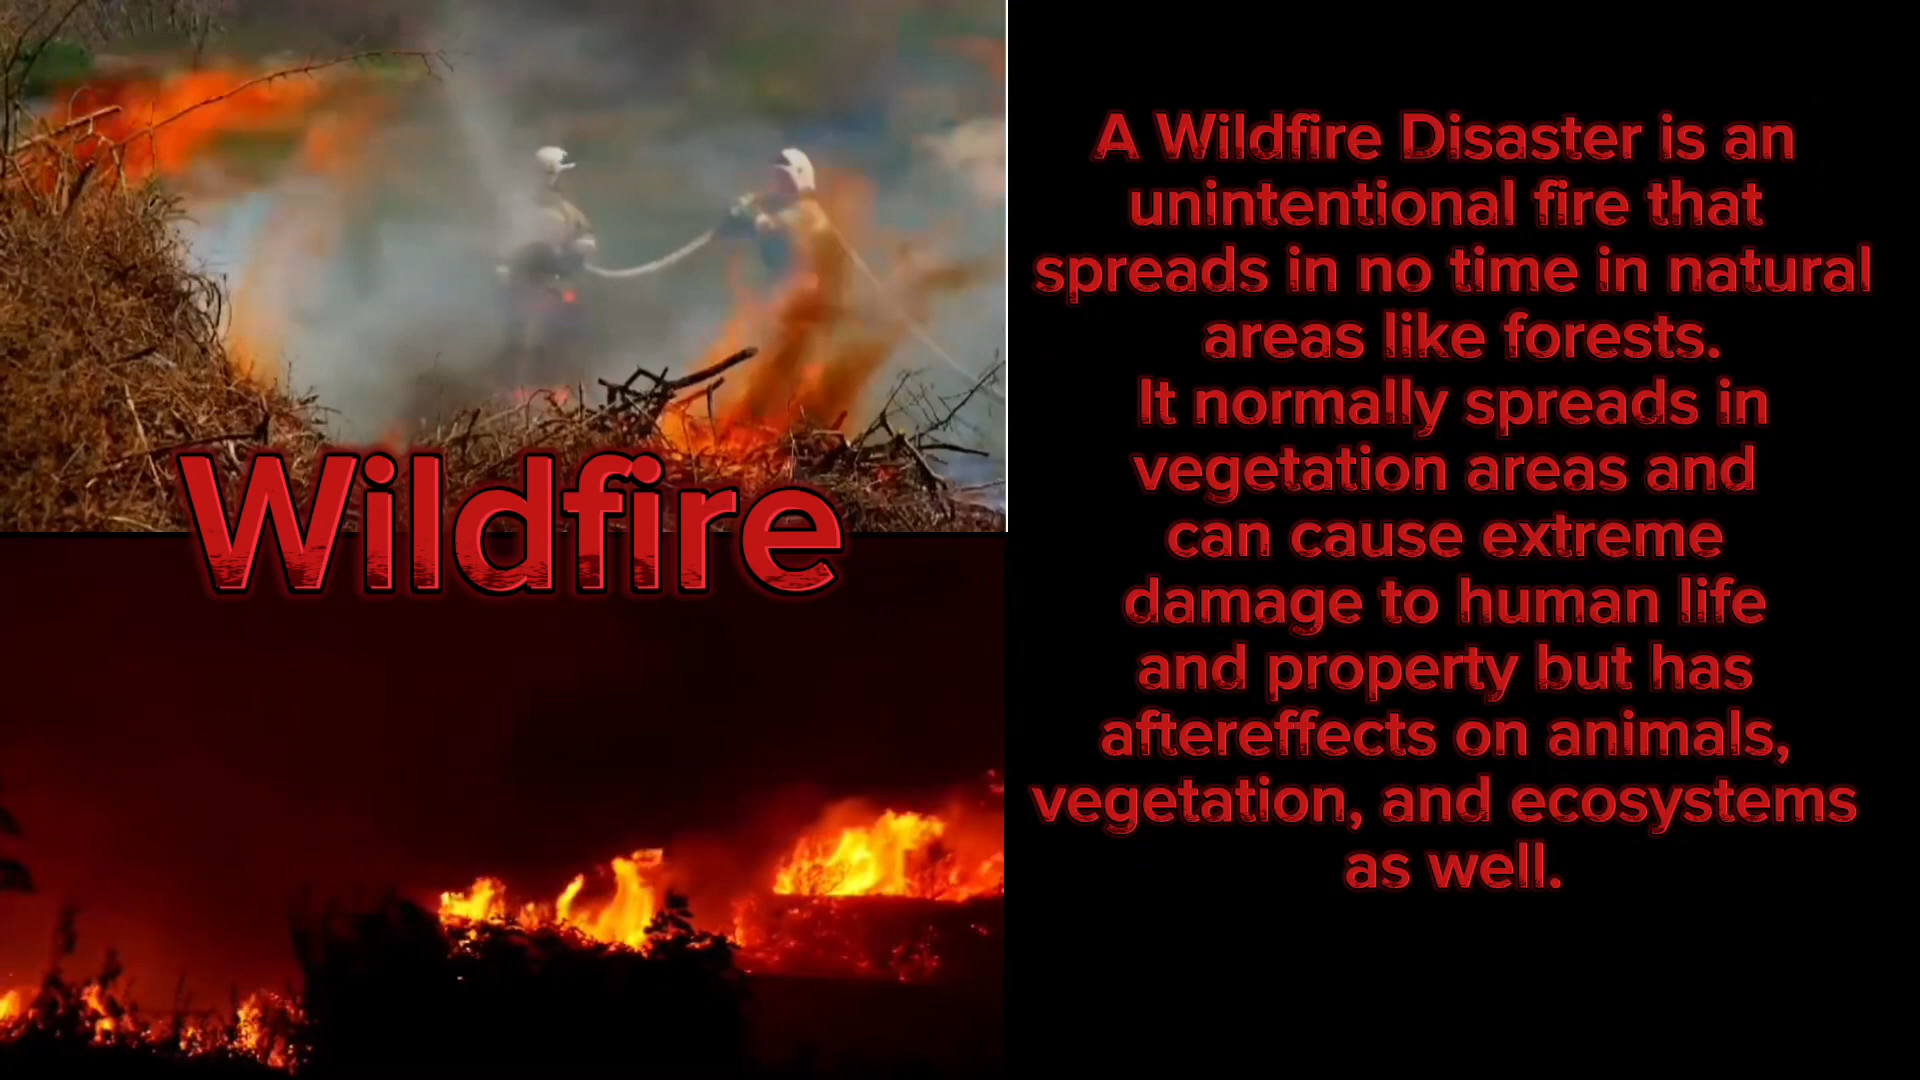 Wildfire
A Wildfire Disaster is an
unintentional fire that
spreads in no time in natural
areas like forests.
It normally spreads in
vegetation areas and
can cause extreme
damage to human life
and property but has
aftereffects on animals,
vegetation, and ecosystems
as well.